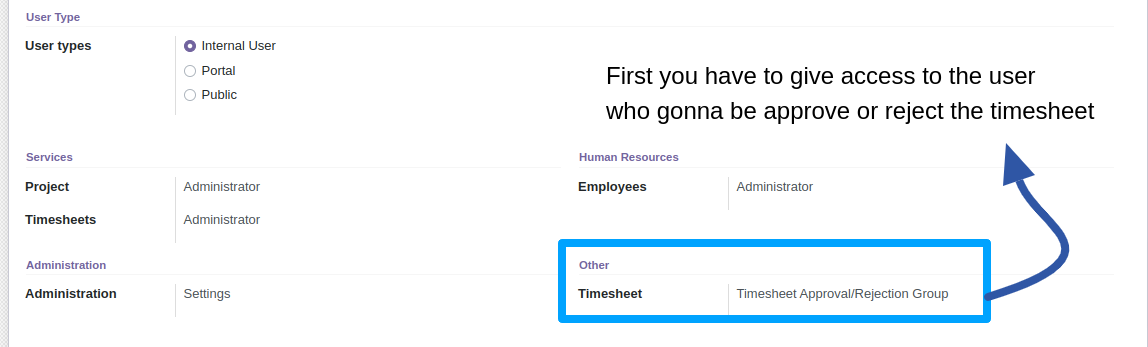 User Type
User types
Internal User
Portal
Public
First you have to give access to the user
who gonna be approve or reject the timesheet
Services
Project Administrator
Timesheets Administrator
Human Resources
Employees Administrator
Administration
Administration Settings
Other
Timesheet Timesheet Approval/Rejection Group